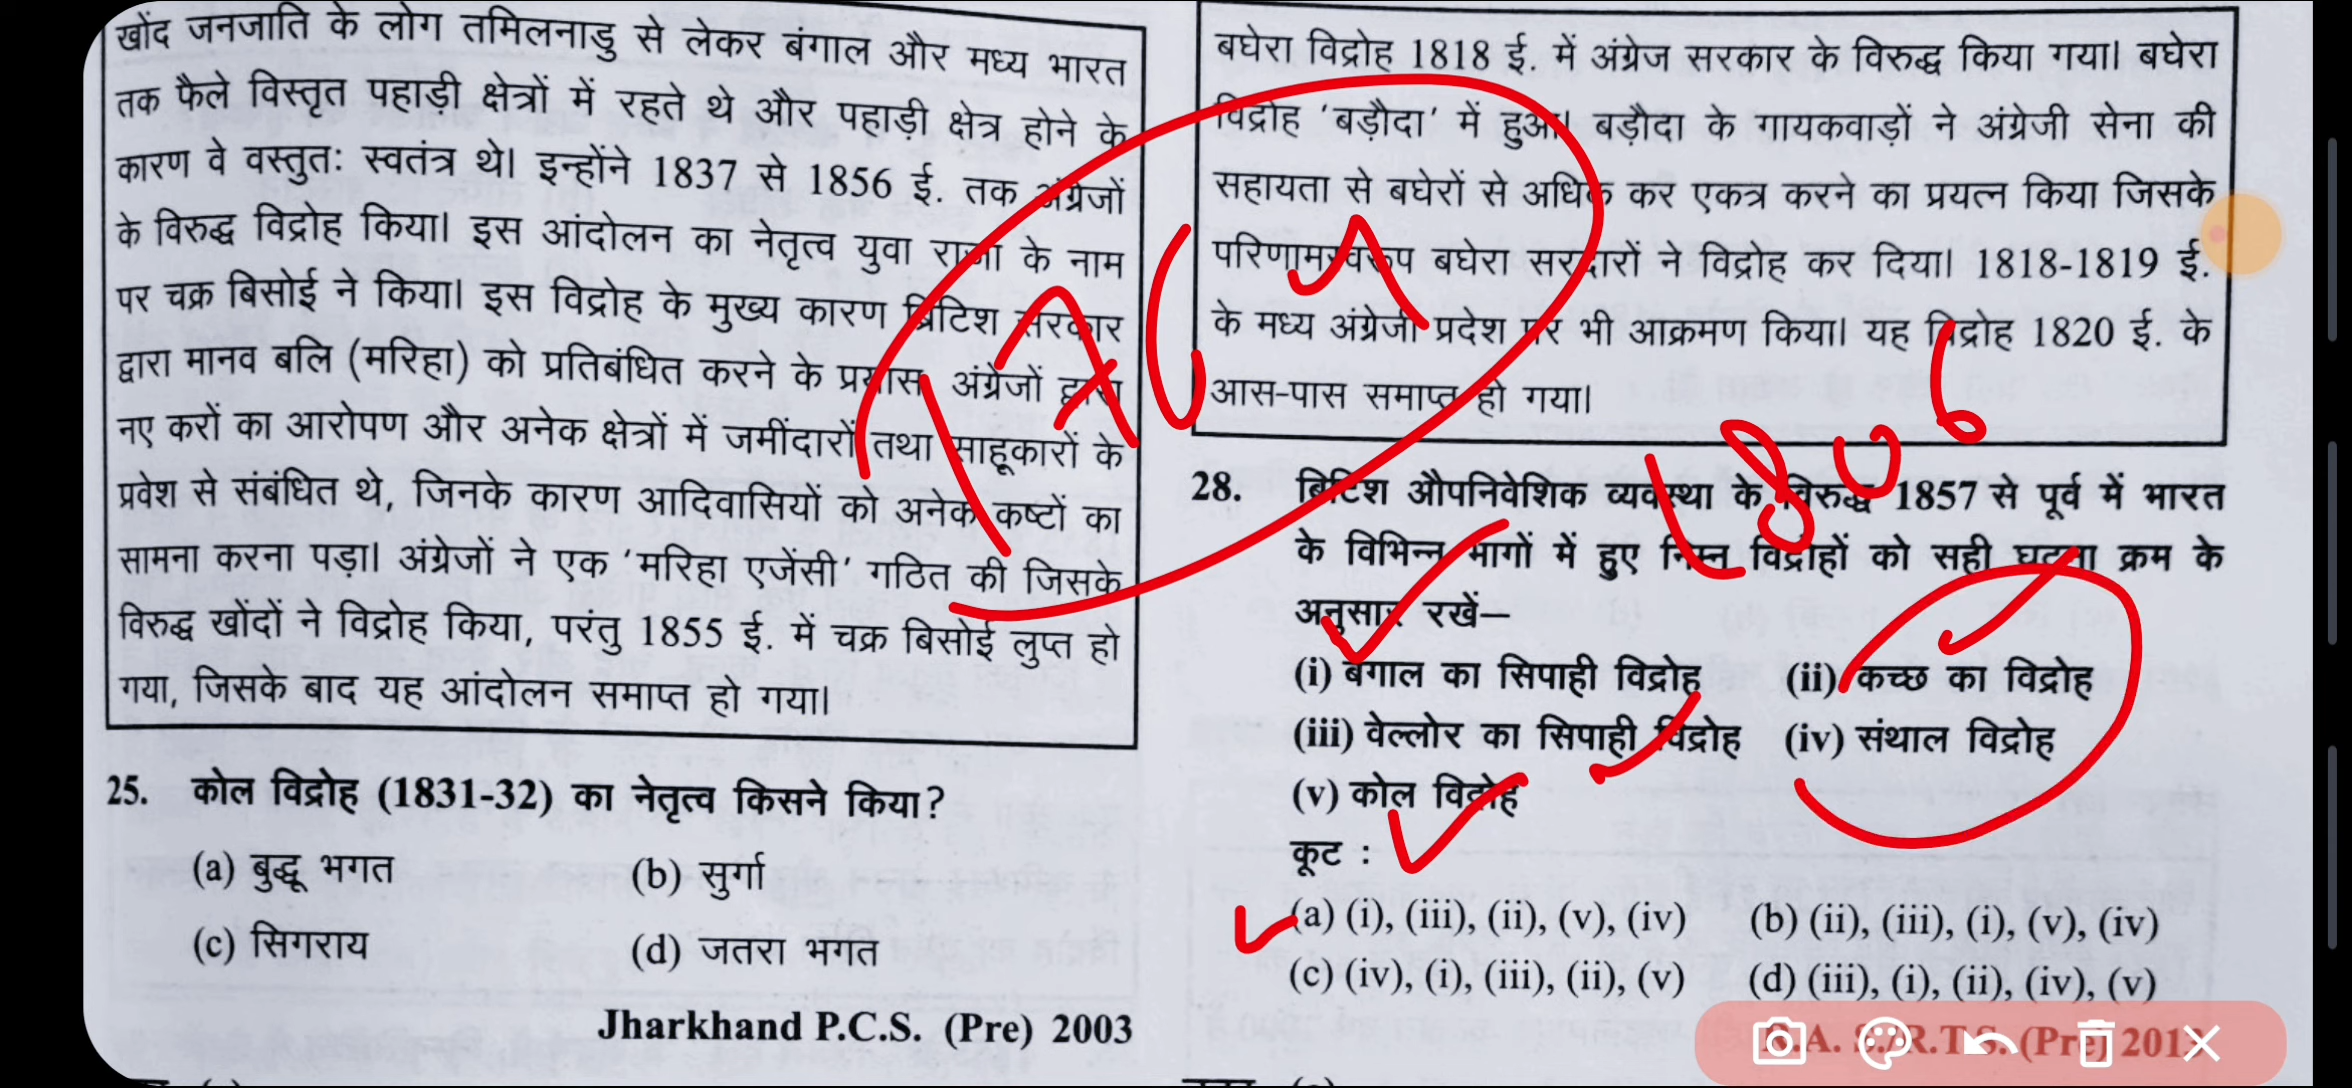 खोंद जनजाति के लोग तमिलनाडु से लेकर बंगाल और मध्य भारत
तक फैले विस्तृत पहाड़ी क्षेत्रों में रहते थे और पहाड़ी क्षेत्र होने के
कारण वे वस्तुतः स्वतंत्र थे। इन्होंने 1837 से 1856 ई. तक अंग्रेजों
के विरुद्ध विद्रोह किया। इस आंदोलन का नेतृत्व युवा राजा के नाम
पर चक्र बिसोई ने किया। इस विद्रोह के मुख्य कारण ब्रिटिश सरकार
द्वारा मानव बलि (मरिहा) को प्रतिबंधित करने के प्रयास, अंग्रेजों द्वारा
नए करों का आरोपण और अनेक क्षेत्रों में जमींदारों तथा साहूकारों के
प्रवेश से संबंधित थे, जिनके कारण आदिवासियों को अनेक कष्टों का
सामना करना पड़ा। अंग्रेजों ने एक 'मरिहा एजेंसी' गठित की जिसके
विरुद्ध खोंदों ने विद्रोह किया, परंतु 1855 ई. में चक्र बिसोई लुप्त हो
गया, जिसके बाद यह आंदोलन समाप्त हो गया।
25. कोल विद्रोह (1831-32) का नेतृत्व किसने किया?
(a) बुद्धू भगत (b) सुर्गा
(c) सिगराय (d) जतरा भगत
Jharkhand P.C.S. (Pre) 2003
बघेरा विद्रोह 1818 ई. में अंग्रेज सरकार के विरुद्ध किया गया। बघेरा
विद्रोह 'बड़ौदा' में हुआ। बड़ौदा के गायकवाड़ों ने अंग्रेजी सेना की
सहायता से बघेरों से अधिक कर एकत्र करने का प्रयत्न किया जिसके
परिणामस्वरूप बघेरा सरदारों ने विद्रोह कर दिया। 1818-1819 ई.
के मध्य अंग्रेजी प्रदेश पर भी आक्रमण किया। यह विद्रोह 1820 ई. के
आस-पास समाप्त हो गया।
1806
28. ब्रिटिश औपनिवेशिक व्यवस्था के विरुद्ध 1857 से पूर्व में भारत
के विभिन्न भागों में हुए निम्न विद्रोहों को सही घटना क्रम के
अनुसार रखें—
(i) बंगाल का सिपाही विद्रोह (ii) कच्छ का विद्रोह
(iii) वेल्लोर का सिपाही विद्रोह (iv) संथाल विद्रोह
(v) कोल विद्रोह
कूट :
(a) (i), (iii), (ii), (v), (iv) (b) (ii), (iii), (i), (v), (iv)
(c) (iv), (i), (iii), (ii), (v) (d) (iii), (i), (ii), (iv), (v)
R.A. S./R.T.S. (Pre) 2013